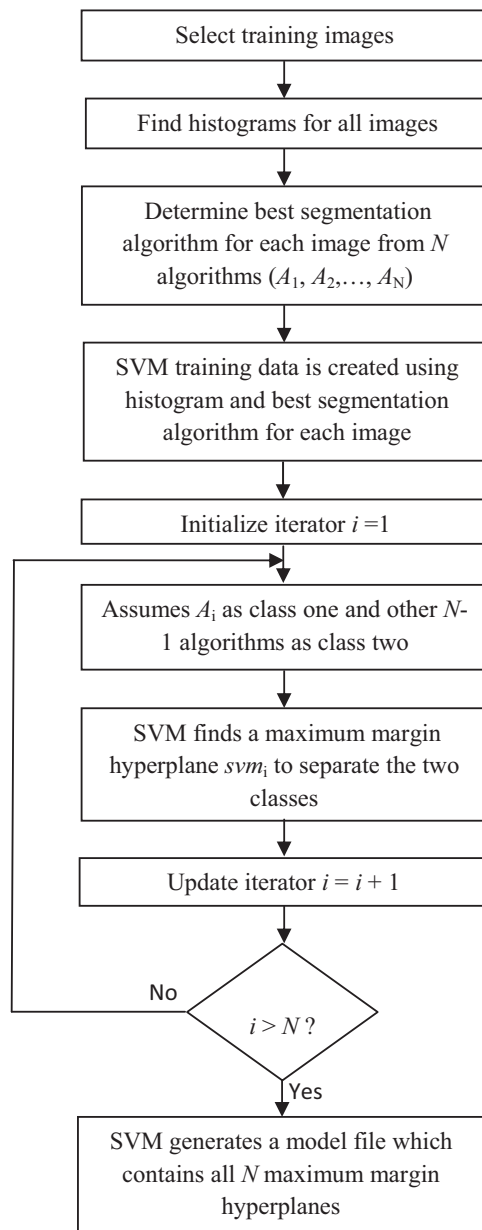 Select training images
Find histograms for all images
Determine best segmentation
algorithm for each image from N
algorithms (A1, A2,…, AN)
SVM training data is created using
histogram and best segmentation
algorithm for each image
Initialize iterator i =1
Assumes Ai as class one and other N-
1 algorithms as class two
SVM finds a maximum margin
hyperplane svmi to separate the two
classes
Update iterator i = i + 1
No
i > N ?
Yes
SVM generates a model file which
contains all N maximum margin
hyperplanes